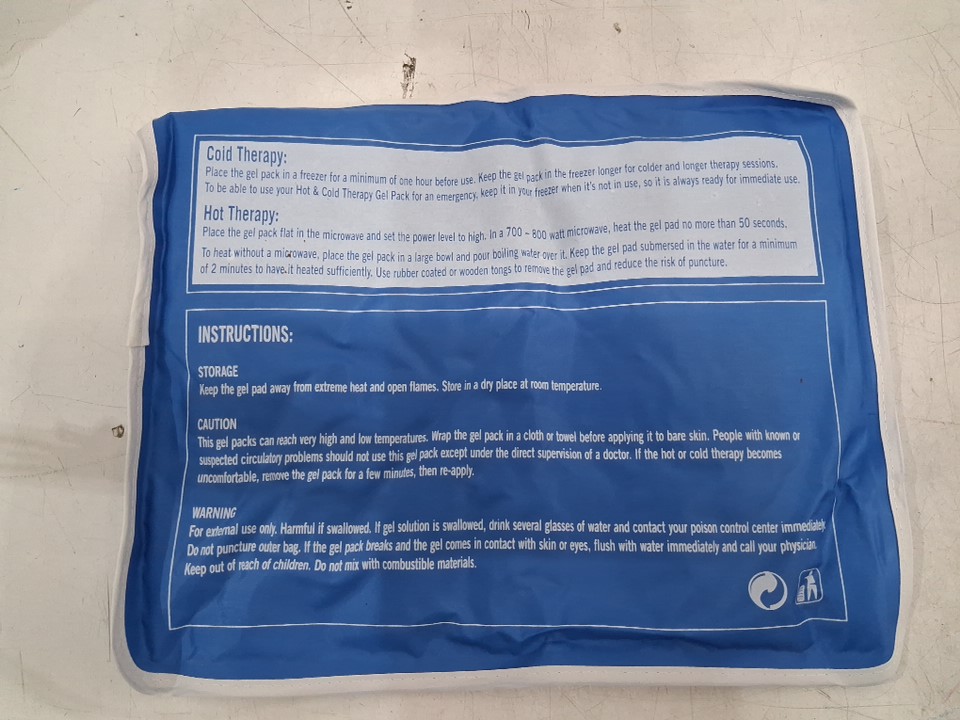 Cold Therapy:
Place the gel pack in a freezer for a minimum of one hour before use. Keep the gel pack in the freezer longer for colder and longer therapy sessions.
To be able to use your Hot & Cold Therapy Gel Pack for an emergency, keep it in your freezer when it's not in use, so it is always ready for immediate use.
Hot Therapy:
Place the gel pack flat in the microwave and set the power level to high. In a 700 - 800 watt microwave, heat the gel pad no more than 50 seconds.
To heat without a microwave, place the gel pack in a large bowl and pour boiling water over it. Keep the gel pad submersed in the water for a minimum
of 2 minutes to have it heated sufficiently. Use rubber coated or wooden tongs to remove the gel pad and reduce the risk of puncture.
INSTRUCTIONS:
STORAGE
Keep the gel pad away from extreme heat and open flames. Store in a dry place at room temperature.
CAUTION
This gel packs can reach very high and low temperatures. Wrap the gel pack in a cloth or towel before applying it to bare skin. People with known or
suspected circulatory problems should not use this gel pack except under the direct supervision of a doctor. If the hot or cold therapy becomes
uncomfortable, remove the gel pack for a few minutes, then re-apply.
WARNING
For external use only. Harmful if swallowed. If gel solution is swallowed, drink several glasses of water and contact your poison control center immediately
Do not puncture outer bag. If the gel pack breaks and the gel comes in contact with skin or eyes, flush with water immediately and call your physician.
Keep out of reach of children. Do not mix with combustible materials.